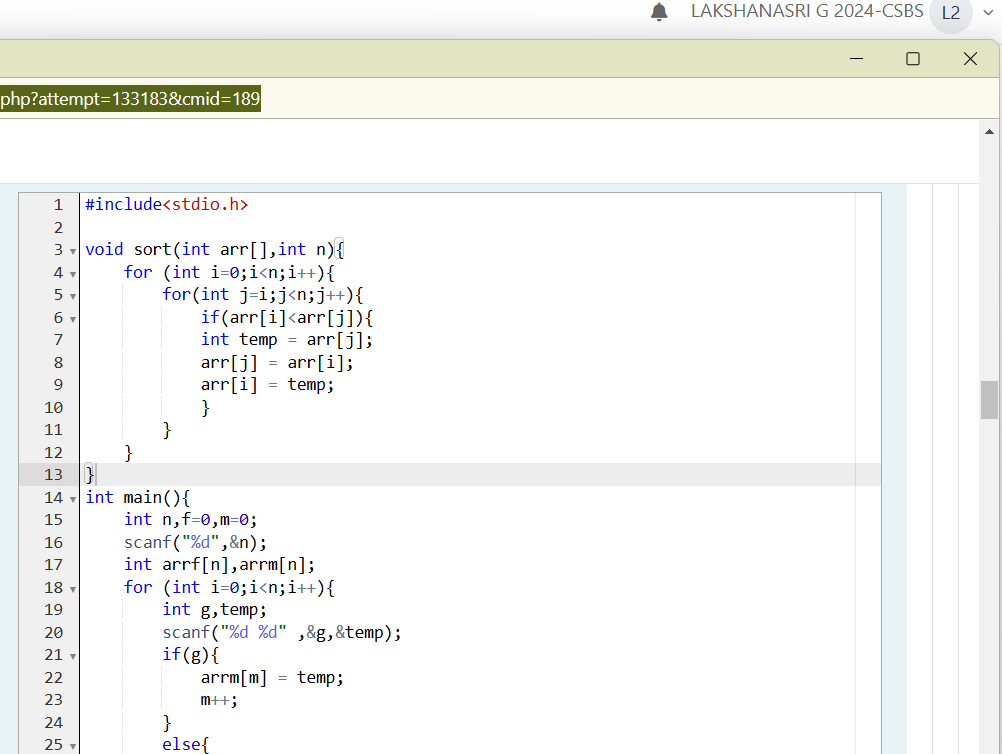 LAKSHANASRI G 2024-CSBS L2
php?attempt=133183&cmid=189
1 #include<stdio.h>
2
3 void sort(int arr[],int n){
4 for (int i=0;i<n;i++){
5 for(int j=i;j<n;j++){
6 if(arr[i]<arr[j]){
7 int temp = arr[j];
8 arr[j] = arr[i];
9 arr[i] = temp;
10 }
11 }
12 }
13 }
14 int main(){
15 int n,f=0,m=0;
16 scanf("%d",&n);
17 int arrf[n],arrm[n];
18 for (int i=0;i<n;i++){
19 int g,temp;
20 scanf("%d %d" ,&g,&temp);
21 if(g){
22 arrm[m] = temp;
23 m++;
24 }
25 else{